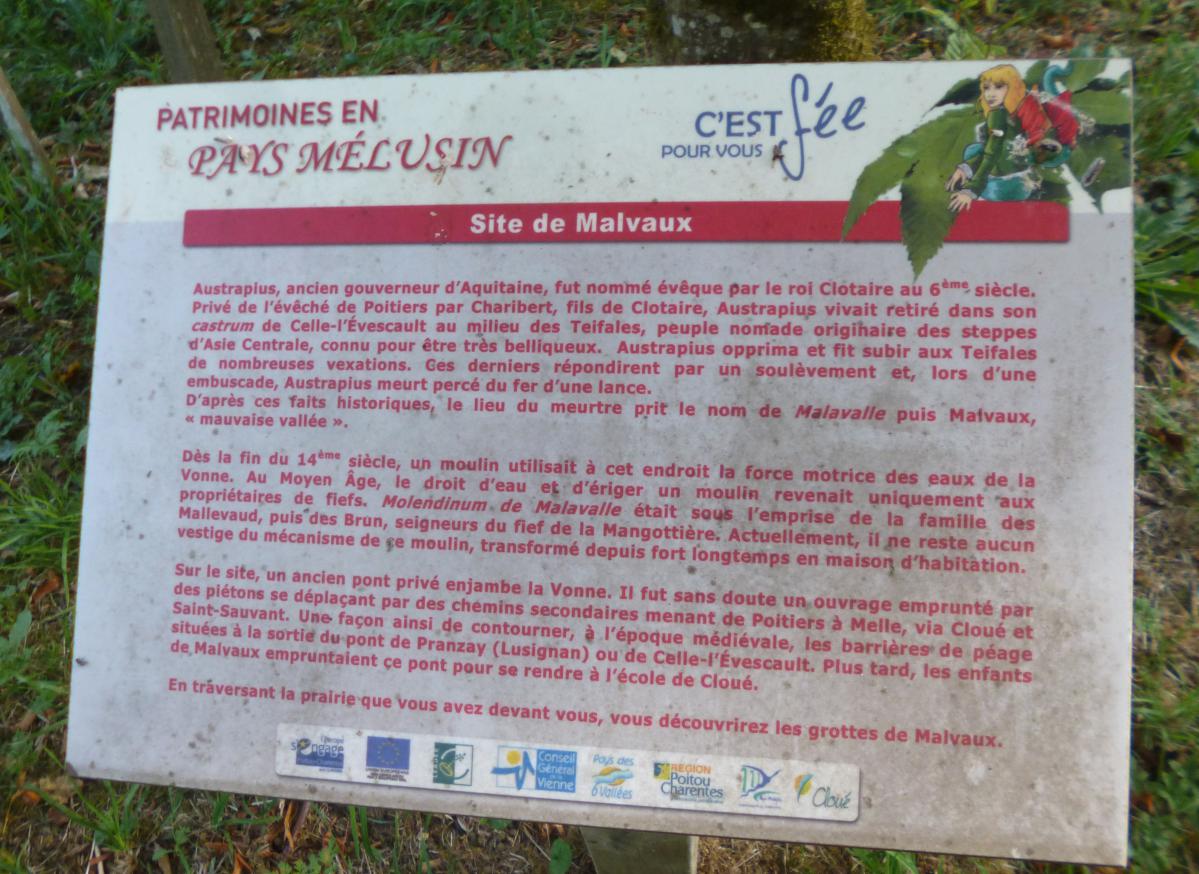 PATRIMOINES EN
PAYS MÉLUSIN
C'EST fée
POUR VOUS
Site de Malvaux
Austrapius, ancien gouverneur d'Aquitaine, fut nommé évêque par le roi Clotaire au 6ème siècle.
Privé de l'évêché de Poitiers par Charibert, fils de Clotaire, Austrapius vivait retiré dans son
castrum de Celle-l'Évescault au milieu des Teifales, peuple nomade originaire des steppes
d'Asie Centrale, connu pour être très belliqueux. Austrapius opprima et fit subir aux Teifales
de nombreuses vexations. Ces derniers répondirent par un soulèvement et, lors d'une
embuscade, Austrapius meurt percé du fer d'une lance.
D'après ces faits historiques, le lieu du meurtre prit le nom de Malavalle puis Malvaux,
« mauvaise vallée ».
Dès la fin du 14ème siècle, un moulin utilisait à cet endroit la force motrice des eaux de la
Vonne. Au Moyen Âge, le droit d'eau et d'ériger un moulin revenait uniquement aux
propriétaires de fiefs. Molendinum de Malavalle était sous l'emprise de la famille des
Mallevaud, puis des Brun, seigneurs du fief de la Mangottière. Actuellement, il ne reste aucun
vestige du mécanisme de ce moulin, transformé depuis fort longtemps en maison d'habitation.
Sur le site, un ancien pont privé enjambe la Vonne. Il fut sans doute un ouvrage emprunté par
des piétons se déplaçant par des chemins secondaires menant de Poitiers à Melle, via Cloué et
Saint-Sauvant. Une façon ainsi de contourner, à l'époque médiévale, les barrières de péage
situées à la sortie du pont de Pranzay (Lusignan) ou de Celle-l'Évescault. Plus tard, les enfants
de Malvaux empruntaient ce pont pour se rendre à l'école de Cloué.
En traversant la prairie que vous avez devant vous, vous découvrirez les grottes de Malvaux.
l'Europe
s'engage
Poitou-Charentes
Conseil
Général
de la
Vienne
Pays des
6 Vallées
REGION
Poitou
Charentes
Cloué